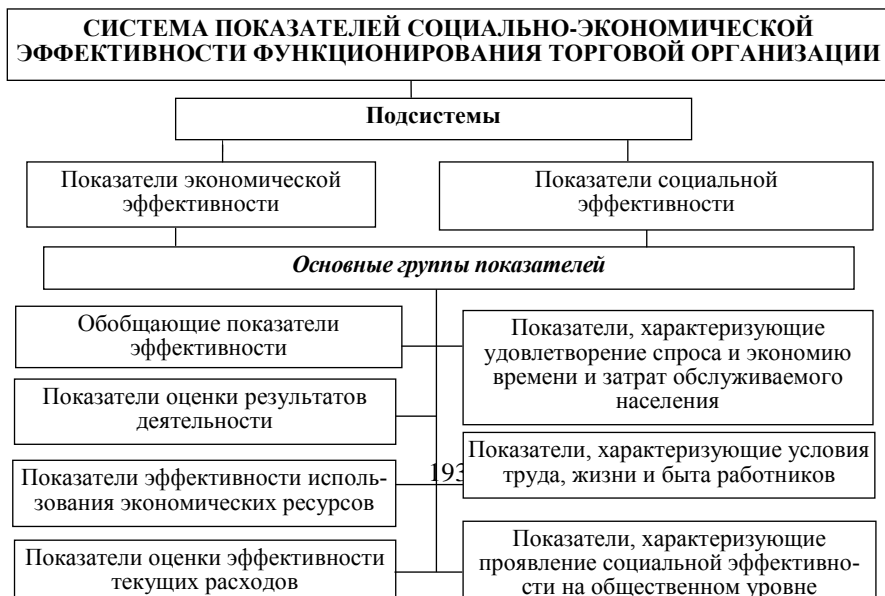 СИСТЕМА ПОКАЗАТЕЛЕЙ СОЦИАЛЬНО-ЭКОНОМИЧЕСКОЙ
ЭФФЕКТИВНОСТИ ФУНКЦИОНИРОВАНИЯ ТОРГОВОЙ ОРГАНИЗАЦИИ
Подсистемы
Показатели экономической
эффективности
Показатели социальной
эффективности
Основные группы показателей
Обобщающие показатели
эффективности
Показатели оценки результатов
деятельности
Показатели эффективности исполь-
зования экономических ресурсов
Показатели оценки эффективности
текущих расходов
Показатели, характеризующие
удовлетворение спроса и экономию
времени и затрат обслуживаемого
населения
Показатели, характеризующие условия
труда, жизни и быта работников
Показатели, характеризующие
проявление социальной эффективно-
сти на общественном уровне
193